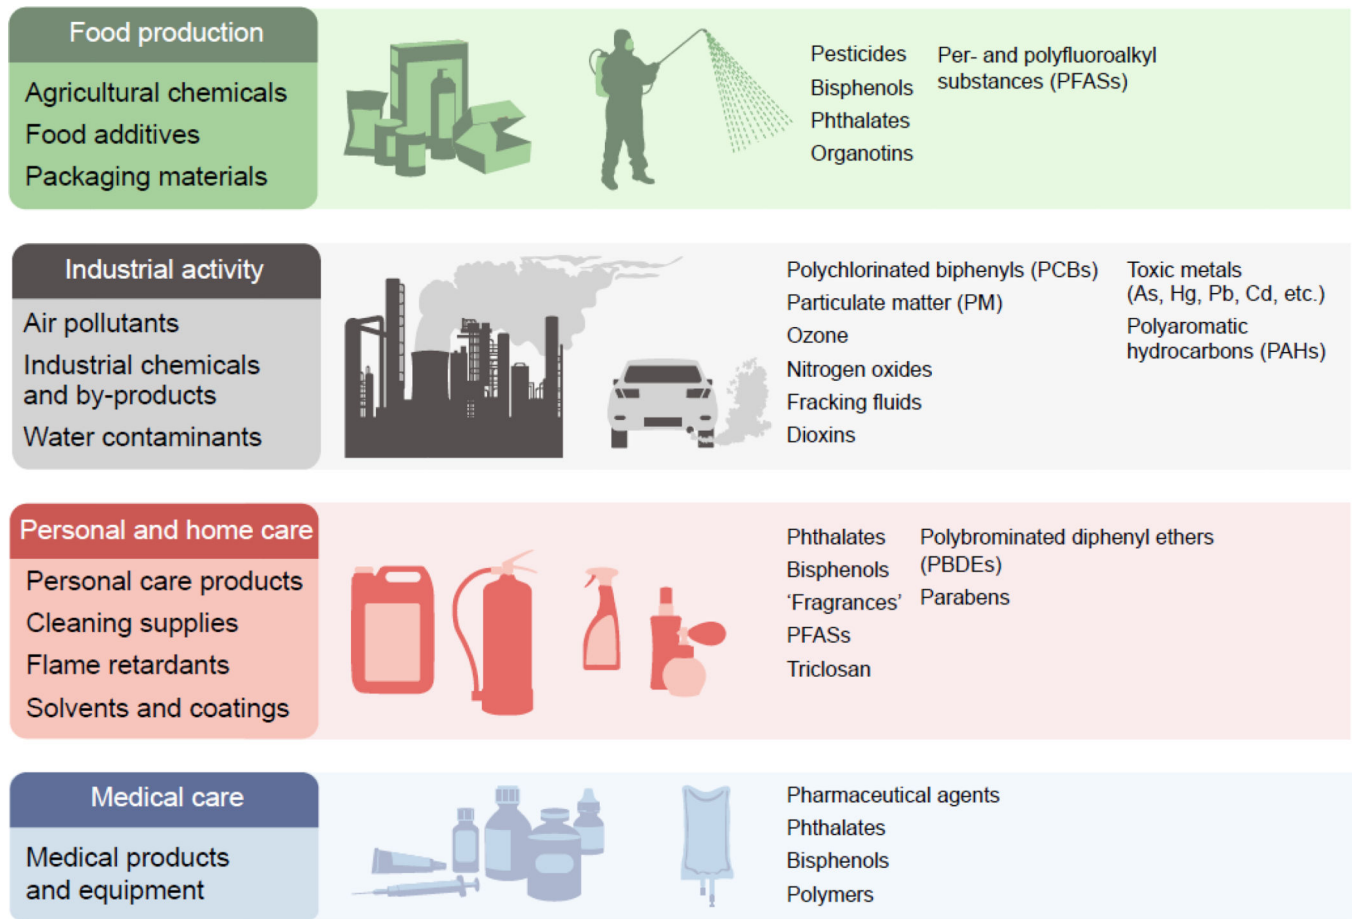 Food production
Agricultural chemicals
Food additives
Packaging materials
Pesticides
Bisphenols
Phthalates
Organotins
Per- and polyfluoroalkyl
substances (PFASs)
Industrial activity
Air pollutants
Industrial chemicals
and by-products
Water contaminants
Polychlorinated biphenyls (PCBs)
Particulate matter (PM)
Ozone
Nitrogen oxides
Fracking fluids
Dioxins
Toxic metals
(As, Hg, Pb, Cd, etc.)
Polyaromatic
hydrocarbons (PAHs)
Personal and home care
Personal care products
Cleaning supplies
Flame retardants
Solvents and coatings
Phthalates
Bisphenols
‘Fragrances’
PFASs
Triclosan
Polybrominated diphenyl ethers
(PBDEs)
Parabens
Medical care
Medical products
and equipment
Pharmaceutical agents
Phthalates
Bisphenols
Polymers